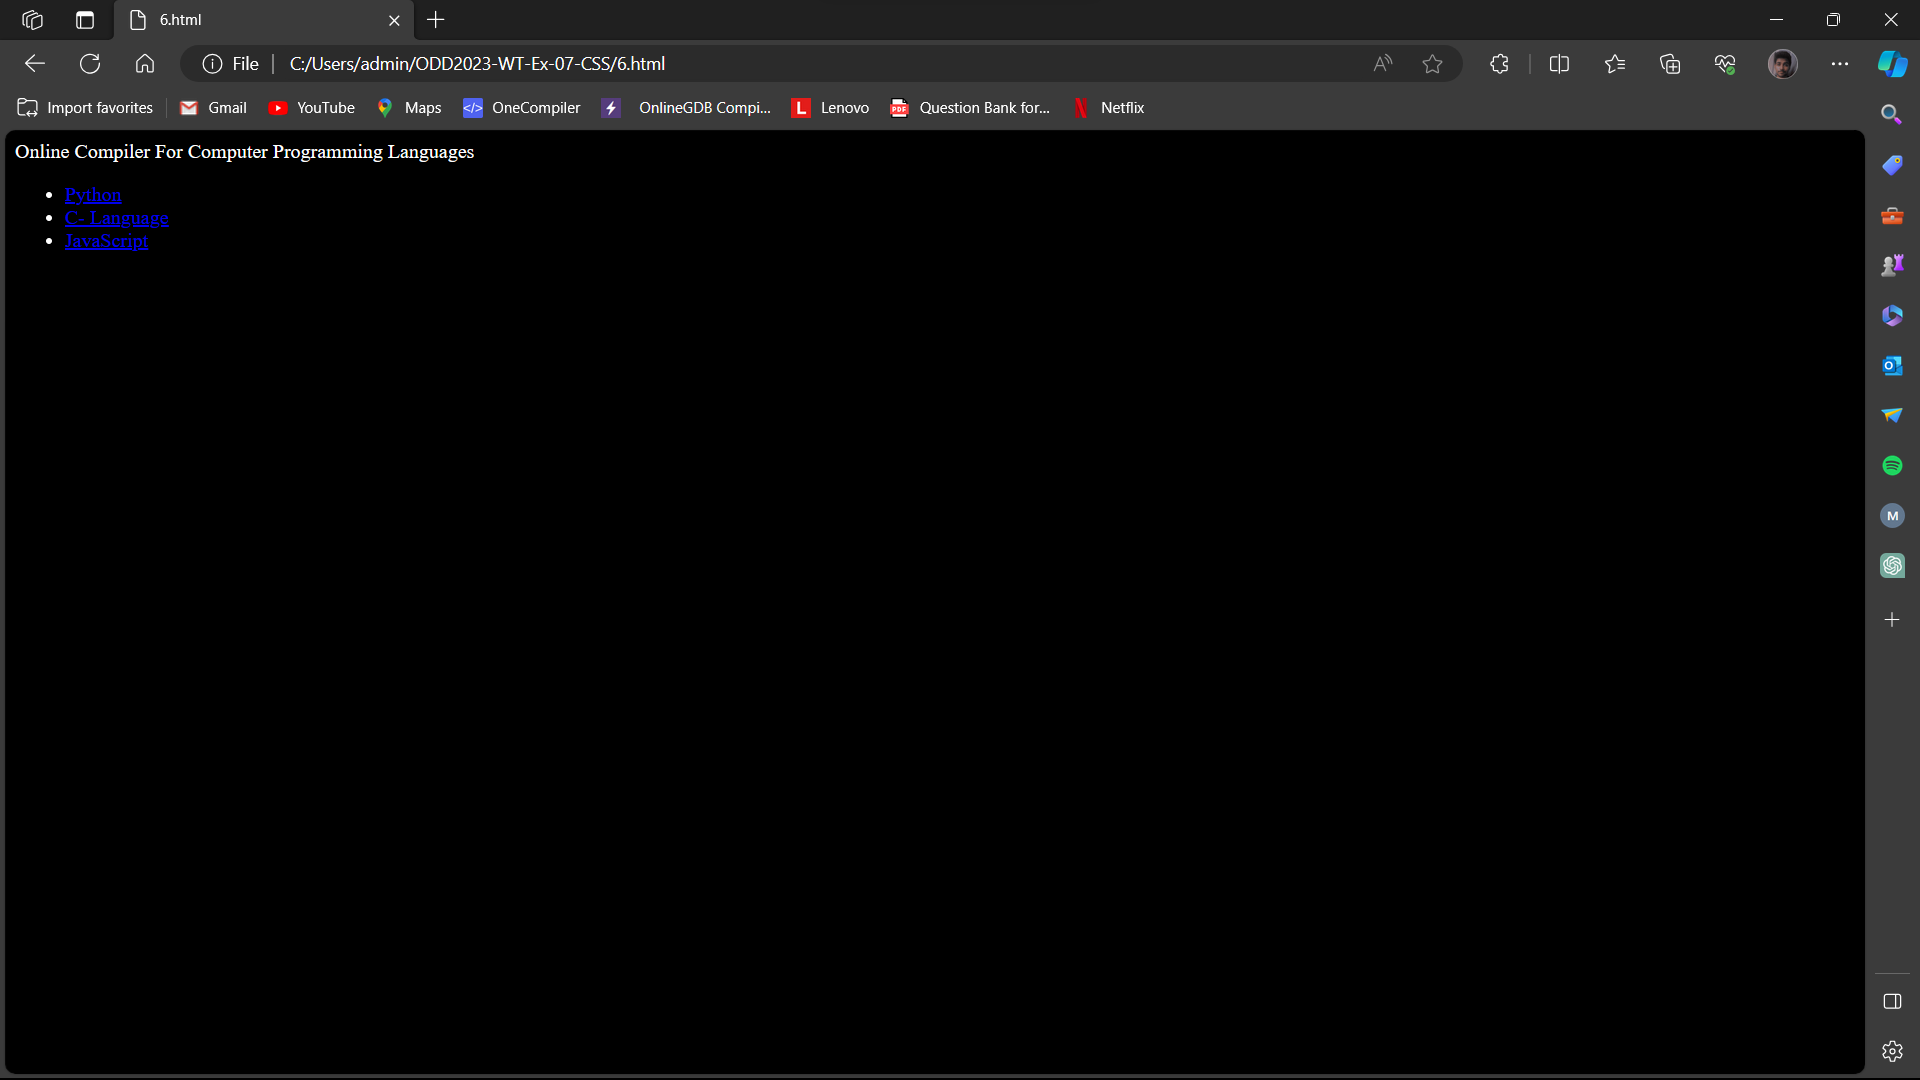 6.html
File C:/Users/admin/ODD2023-WT-Ex-07-CSS/6.html
Import favorites Gmail YouTube Maps OneCompiler OnlineGDB Compi... Lenovo Question Bank for... Netflix
Online Compiler For Computer Programming Languages
Python
C- Language
JavaScript
M